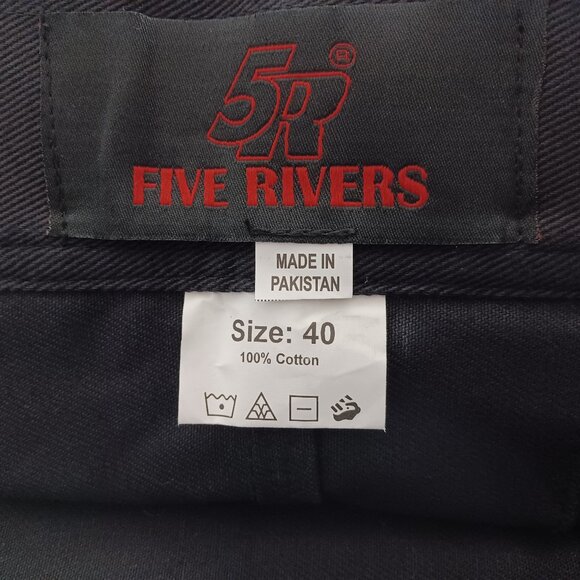 5R®
FIVE RIVERS
MADE IN
PAKISTAN
Size: 40
100% Cotton